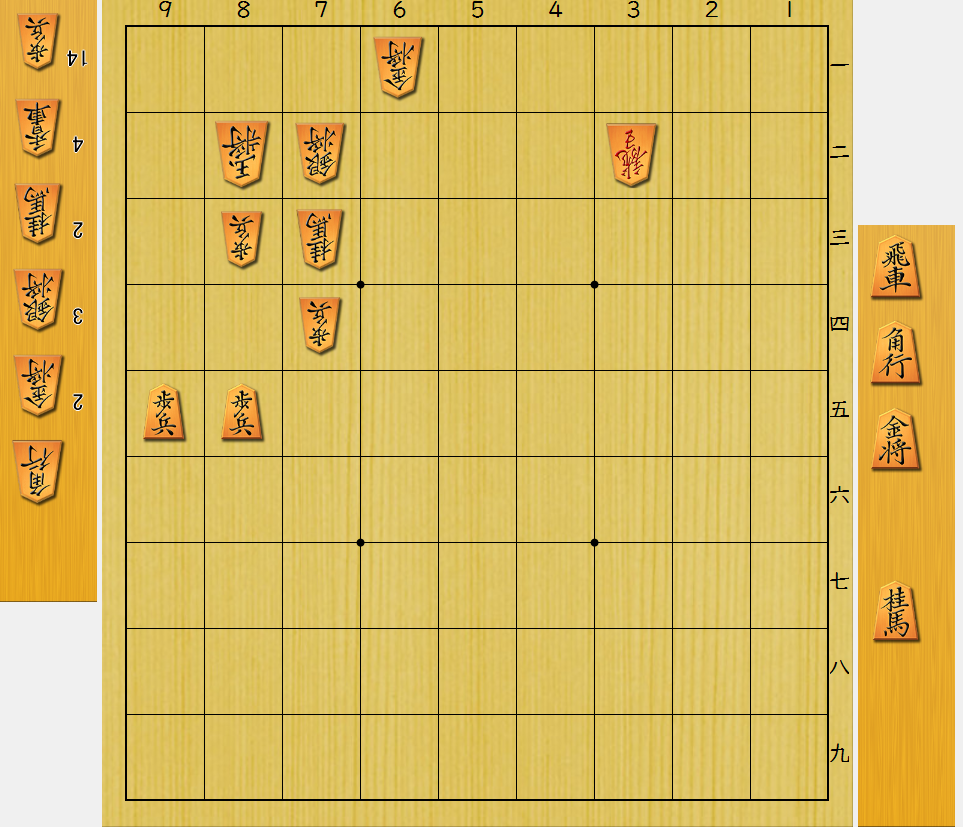 9 8 7 6 5 4 3 2 1
歩兵 14
香車 4
桂馬 2
銀将 3
金将 2
角行
金将 一
玉将 銀将 龍王 二
歩兵 桂馬 三
歩兵 四
歩兵 歩兵 五
六
七
八
九
飛車
角行
金将
桂馬